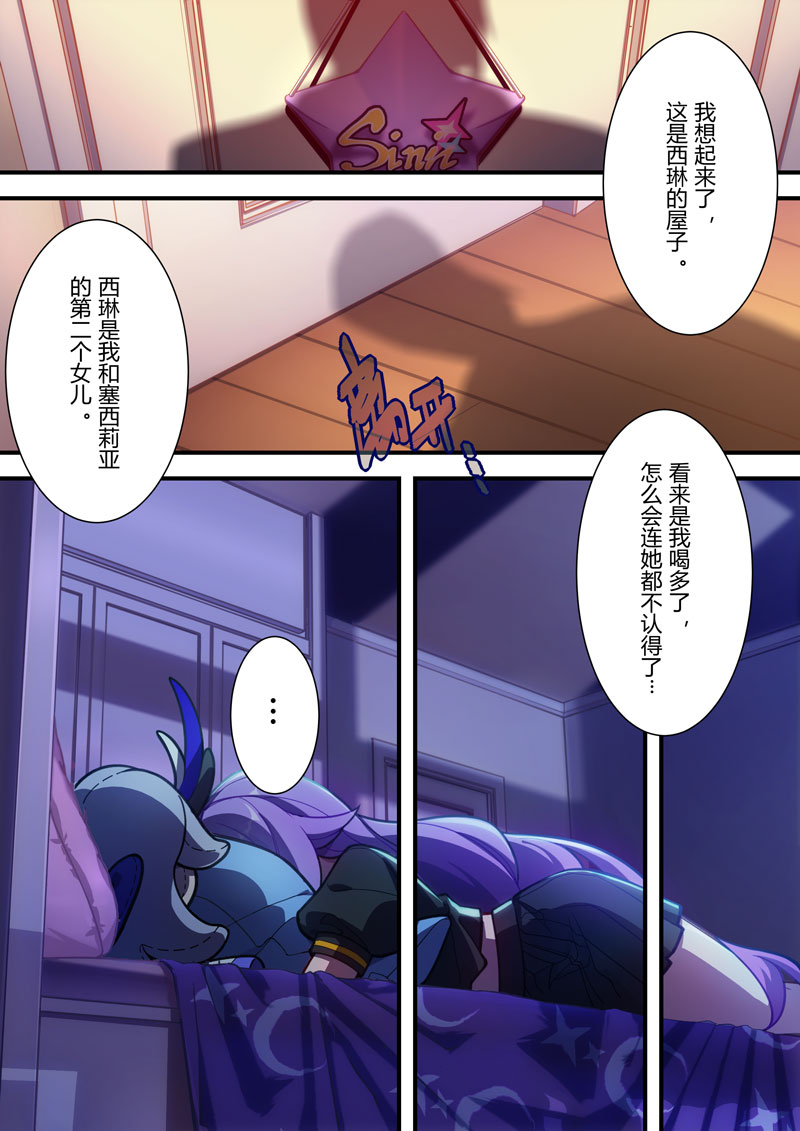 Sinn
我想起来了，
这是西琳的屋子。
西琳是我和塞西莉亚
的第二个女儿。
离开…
看来是我喝多了，
怎么会连她都不认得了…
…